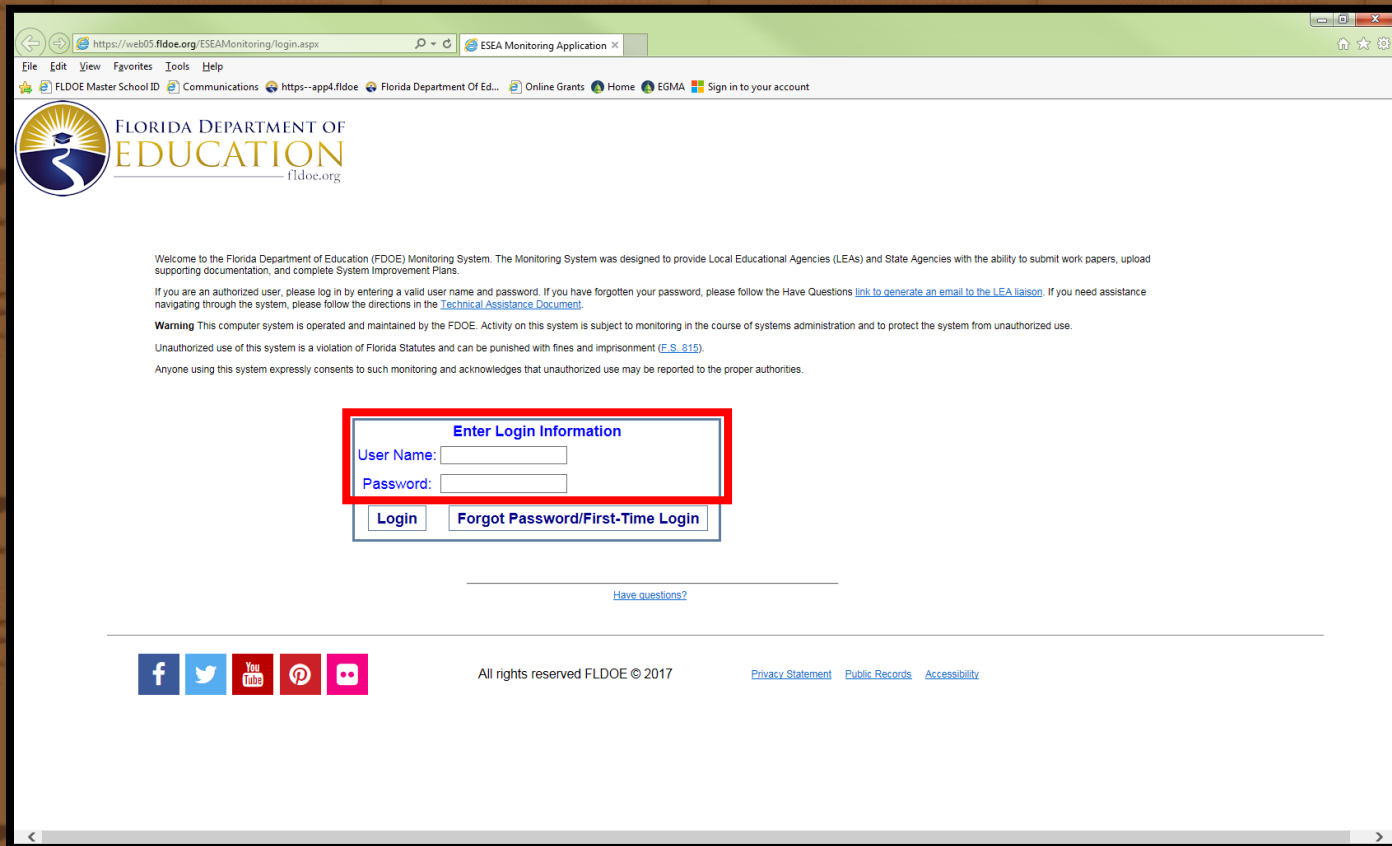 https://web05.fldoe.org/ESEAMonitoring/login.aspx
ESEA Monitoring Application
File Edit View Favorites Tools Help
FLDOE Master School ID Communications https--app4.fldoe Florida Department Of Ed... Online Grants Home EGMA Sign in to your account
FLORIDA DEPARTMENT OF
EDUCATION
fldoe.org
Welcome to the Florida Department of Education (FDOE) Monitoring System. The Monitoring System was designed to provide Local Educational Agencies (LEAs) and State Agencies with the ability to submit work papers, upload
supporting documentation, and complete System Improvement Plans.
If you are an authorized user, please log in by entering a valid user name and password. If you have forgotten your password, please follow the Have Questions link to generate an email to the LEA liaison. If you need assistance
navigating through the system, please follow the directions in the Technical Assistance Document.
Warning This computer system is operated and maintained by the FDOE. Activity on this system is subject to monitoring in the course of systems administration and to protect the system from unauthorized use.
Unauthorized use of this system is a violation of Florida Statutes and can be punished with fines and imprisonment (F.S. 815).
Anyone using this system expressly consents to such monitoring and acknowledges that unauthorized use may be reported to the proper authorities.
Enter Login Information
User Name:
Password:
Login Forgot Password/First-Time Login
Have questions?
f You Tube
All rights reserved FLDOE © 2017 Privacy Statement Public Records Accessibility